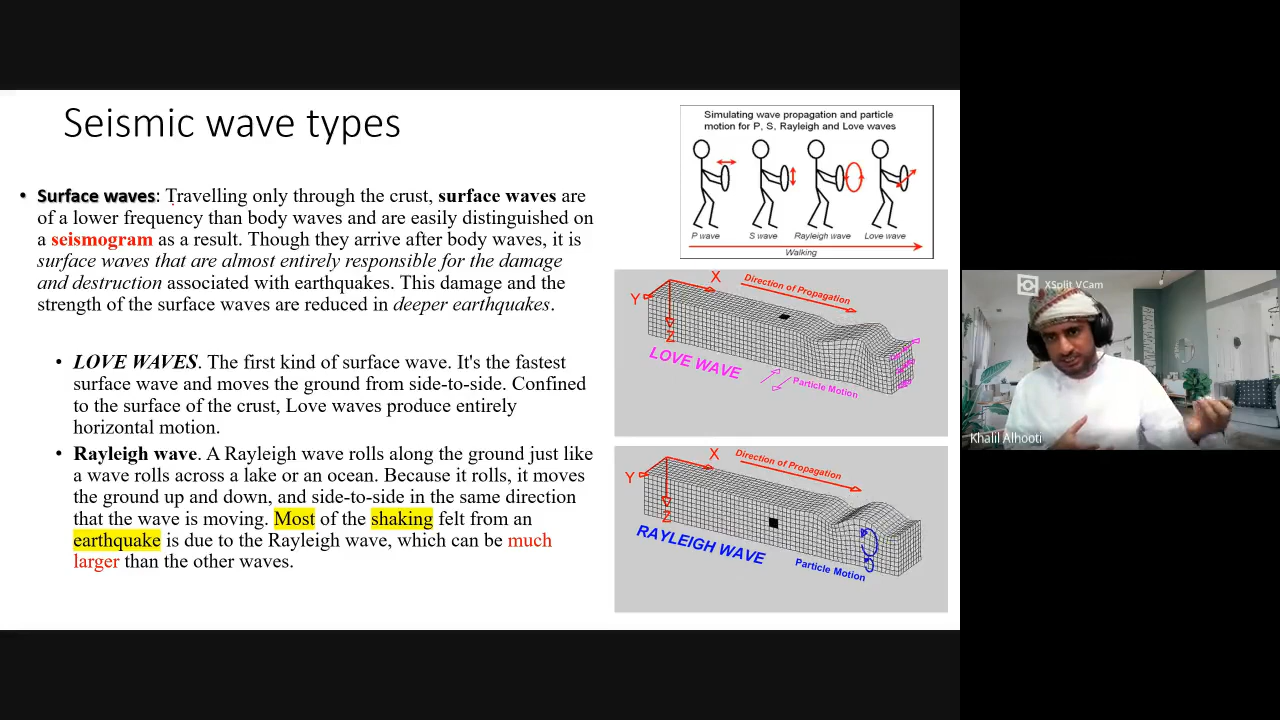 Seismic wave types
• Surface waves: Travelling only through the crust, surface waves are
of a lower frequency than body waves and are easily distinguished on
a seismogram as a result. Though they arrive after body waves, it is
surface waves that are almost entirely responsible for the damage
and destruction associated with earthquakes. This damage and the
strength of the surface waves are reduced in deeper earthquakes.
• LOVE WAVES. The first kind of surface wave. It's the fastest
surface wave and moves the ground from side-to-side. Confined
to the surface of the crust, Love waves produce entirely
horizontal motion.
• Rayleigh wave. A Rayleigh wave rolls along the ground just like
a wave rolls across a lake or an ocean. Because it rolls, it moves
the ground up and down, and side-to-side in the same direction
that the wave is moving. Most of the shaking felt from an
earthquake is due to the Rayleigh wave, which can be much
larger than the other waves.
Simulating wave propagation and particle
motion for P, S, Rayleigh and Love waves
P wave S wave Rayleigh wave Love wave
Walking
X
Y
Z
Direction of Propagation
LOVE WAVE
Particle Motion
X
Y
Z
Direction of Propagation
RAYLEIGH WAVE
Particle Motion
XSplit VCam
Khalil Alhooti